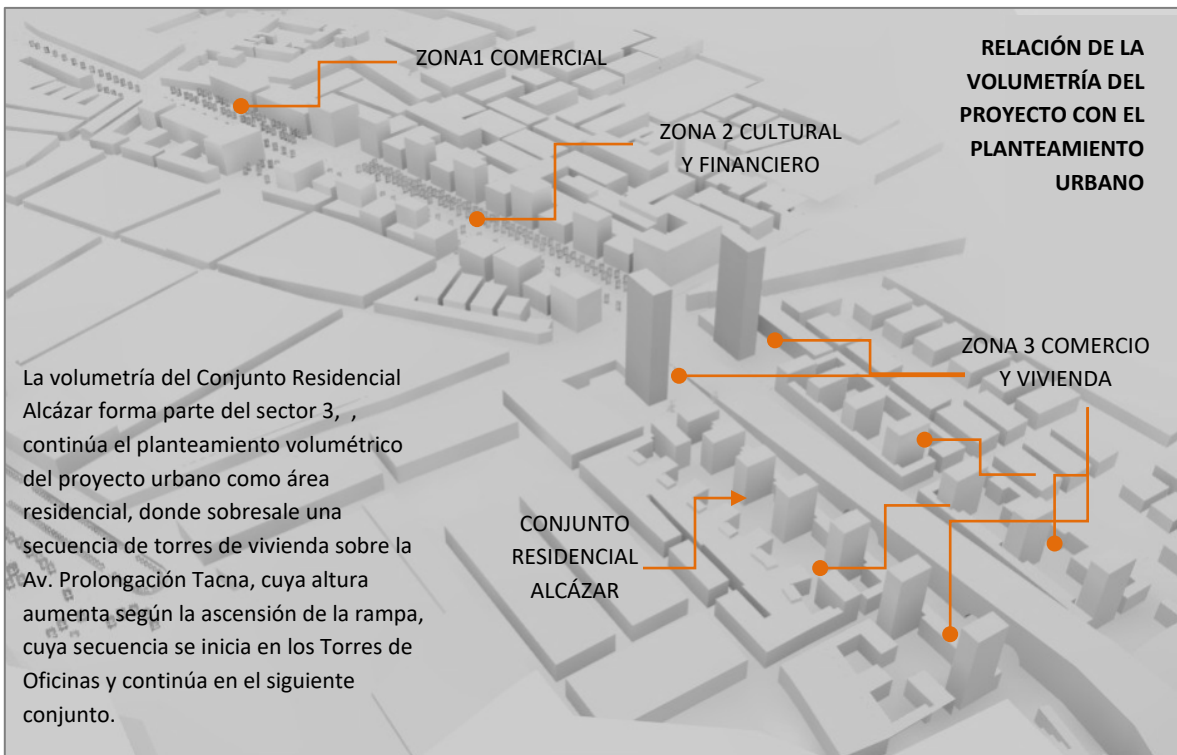 RELACIÓN DE LA
VOLUMETRÍA DEL
PROYECTO CON EL
PLANTEAMIENTO
URBANO
ZONA1 COMERCIAL
ZONA 2 CULTURAL
Y FINANCIERO
ZONA 3 COMERCIO
Y VIVIENDA
La volumetría del Conjunto Residencial
Alcázar forma parte del sector 3, ,
continúa el planteamiento volumétrico
del proyecto urbano como área
residencial, donde sobresale una
secuencia de torres de vivienda sobre la
Av. Prolongación Tacna, cuya altura
aumenta según la ascensión de la rampa,
cuya secuencia se inicia en los Torres de
Oficinas y continúa en el siguiente
conjunto.
CONJUNTO
RESIDENCIAL
ALCÁZAR